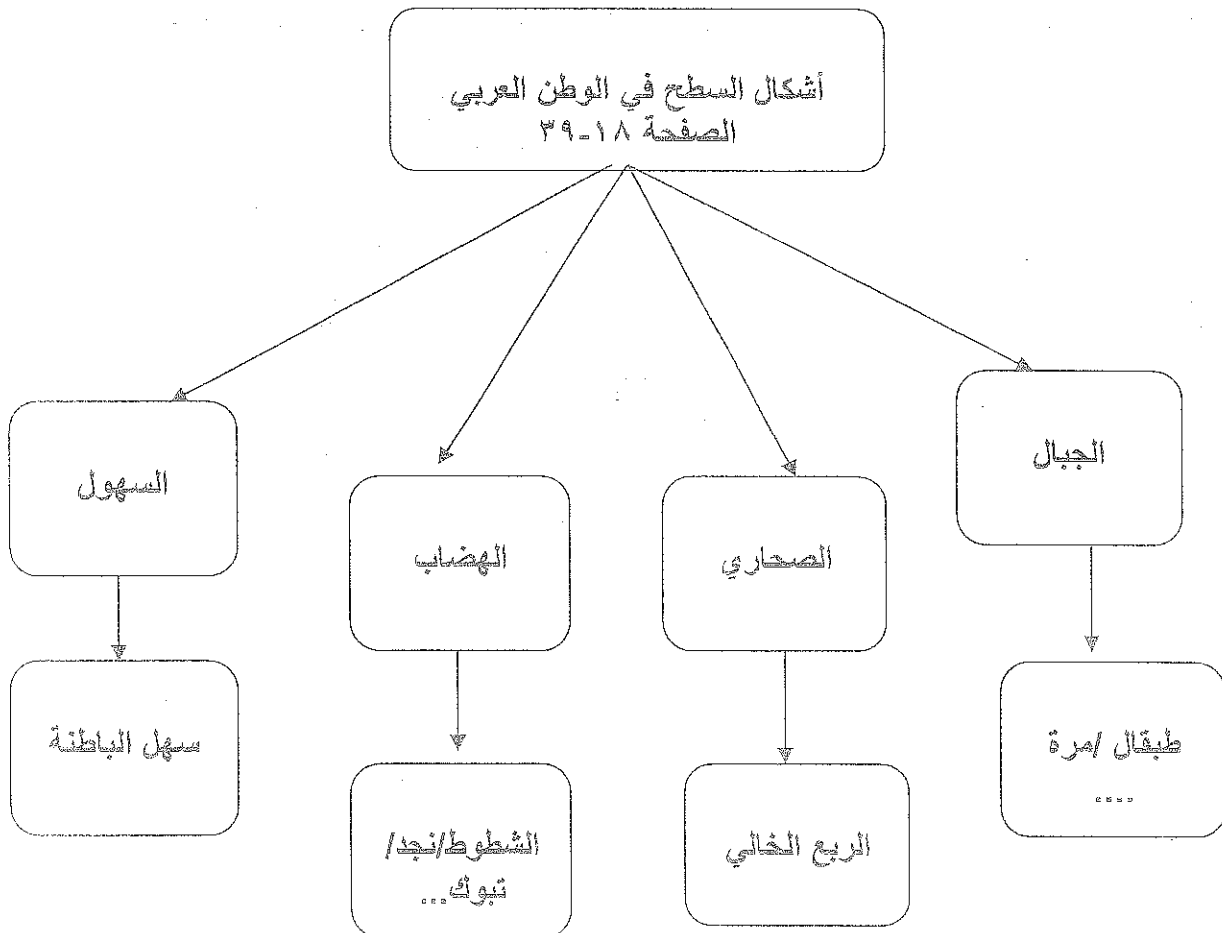 أشكال السطح في الوطن العربي
الصفحة ١٨-٣٩
الجبال
الصحاري
الهضاب
السهول
طبقال /مرة
....
الربع الخالي
الشطوط/نجد/
تبوك...
سهل الباطنة